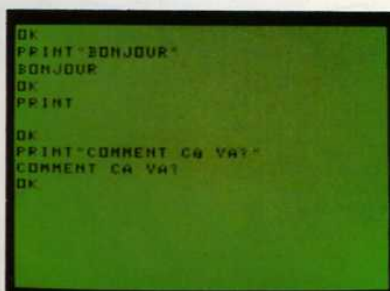 OK
PRINT"BONJOUR"
BONJOUR
OK
PRINT
OK
PRINT"COMMENT CA VA?"
COMMENT CA VA?
OK